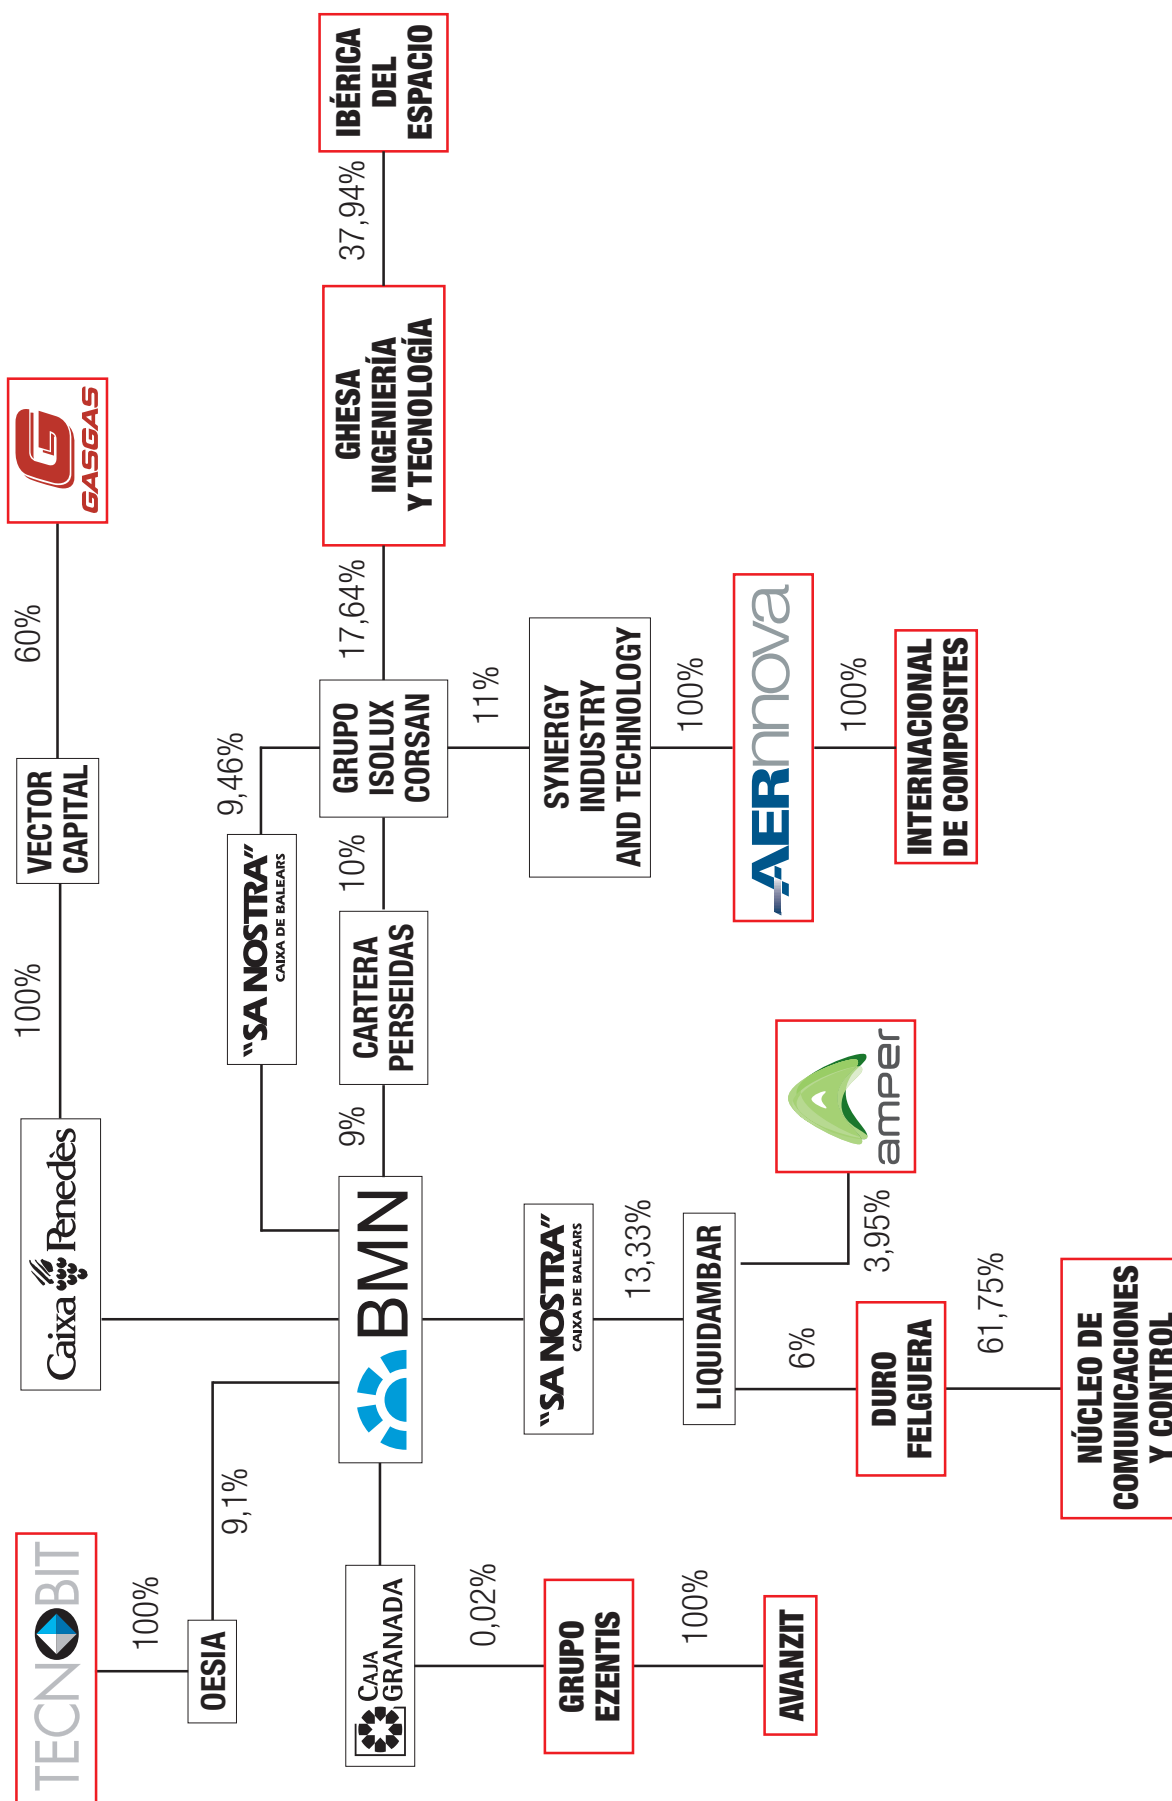 TECNOBIT
Caixa Penedès
100%
VECTOR
CAPITAL
60%
G
GASGAS
100%
OESIA
9,1%
"SA NOSTRA"
CAIXA DE BALEARS
9,46%
CAJA
GRANADA
BMN
9%
CARTERA
PERSEIDAS
10%
GRUPO
ISOLUX
CORSAN
17,64%
GHESA
INGENIERÍA
Y TECNOLOGÍA
37,94%
IBÉRICA
DEL
ESPACIO
0,02%
11%
GRUPO
EZENTIS
"SA NOSTRA"
CAIXA DE BALEARS
SYNERGY
INDUSTRY
AND TECHNOLOGY
100%
13,33%
100%
AVANZIT
LIQUIDAMBAR
AERnnova
6%
3,95%
amper
100%
DURO
FELGUERA
INTERNACIONAL
DE COMPOSITES
61,75%
NÚCLEO DE
COMUNICACIONES
Y CONTROL